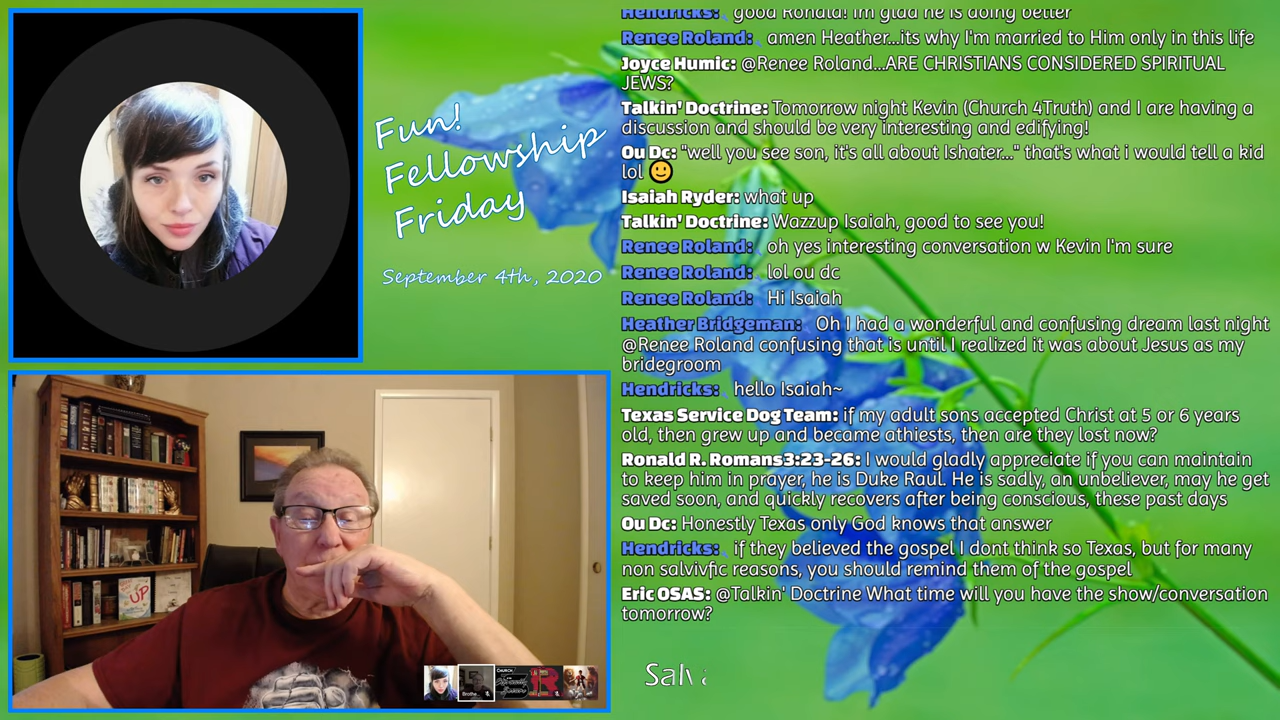 Fun!
Fellowship
Friday
September 4th, 2020
Hendricks: good Ronald! im glad he is doing better
Renee Roland: amen Heather...its why I'm married to Him only in this life
Joyce Humic: @Renee Roland...ARE CHRISTIANS CONSIDERED SPIRITUAL
JEWS?
Talkin' Doctrine: Tomorrow night Kevin (Church 4Truth) and I are having a
discussion and should be very interesting and edifying!
Ou Dc: "well you see son, it's all about Ishater..." that's what i would tell a kid
lol 🙂
Isaiah Ryder: what up
Talkin' Doctrine: Wazzup Isaiah, good to see you!
Renee Roland: oh yes interesting conversation w Kevin I'm sure
Renee Roland: lol ou dc
Renee Roland: Hi Isaiah
Heather Bridgeman: Oh I had a wonderful and confusing dream last night
@Renee Roland confusing that is until I realized it was about Jesus as my
bridegroom
Hendricks: hello Isaiah~
Texas Service Dog Team: if my adult sons accepted Christ at 5 or 6 years
old, then grew up and became athiests, then are they lost now?
Ronald R. Romans3:23-26: I would gladly appreciate if you can maintain
to keep him in prayer, he is Duke Raul. He is sadly, an unbeliever, may he get
saved soon, and quickly recovers after being conscious, these past days
Ou Dc: Honestly Texas only God knows that answer
Hendricks: if they believed the gospel I dont think so Texas, but for many
non salvivfic reasons, you should remind them of the gospel
Eric OSAS: @Talkin' Doctrine What time will you have the show/conversation
tomorrow?
UP
Brothe...
CHURCH
Salv